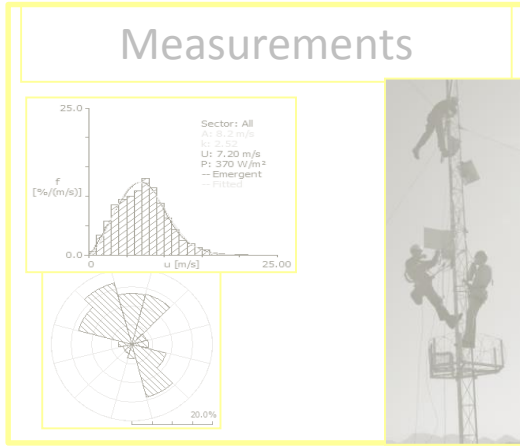 Measurements
25.0
Sector: All
A: 8.2 m/s
k: 2.52
U: 7.20 m/s
P: 370 W/m²
-- Emergent
-- Fitted
f
[%/(m/s)]
0.0
0
u [m/s]
25.00
20.0%